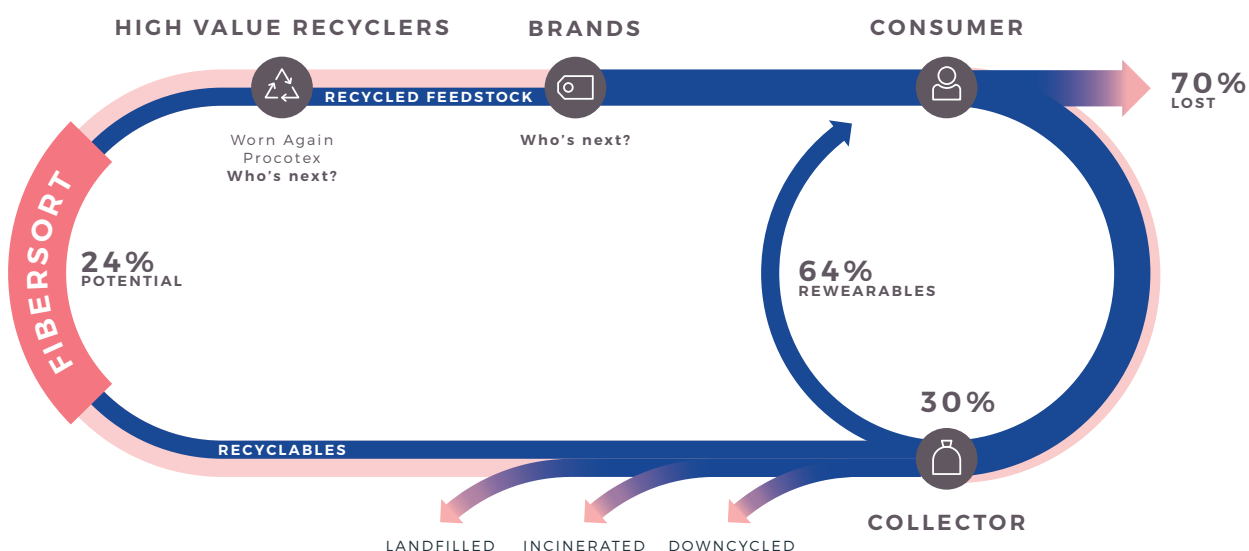 HIGH VALUE RECYCLERS
BRANDS
CONSUMER
70%
LOST
RECYCLED FEEDSTOCK
Worn Again
Procotex
Who's next?
Who's next?
FIBERSORT
24%
POTENTIAL
64%
REWEARABLES
30%
RECYCLABLES
COLLECTOR
LANDFILLED
INCINERATED
DOWNCYCLED